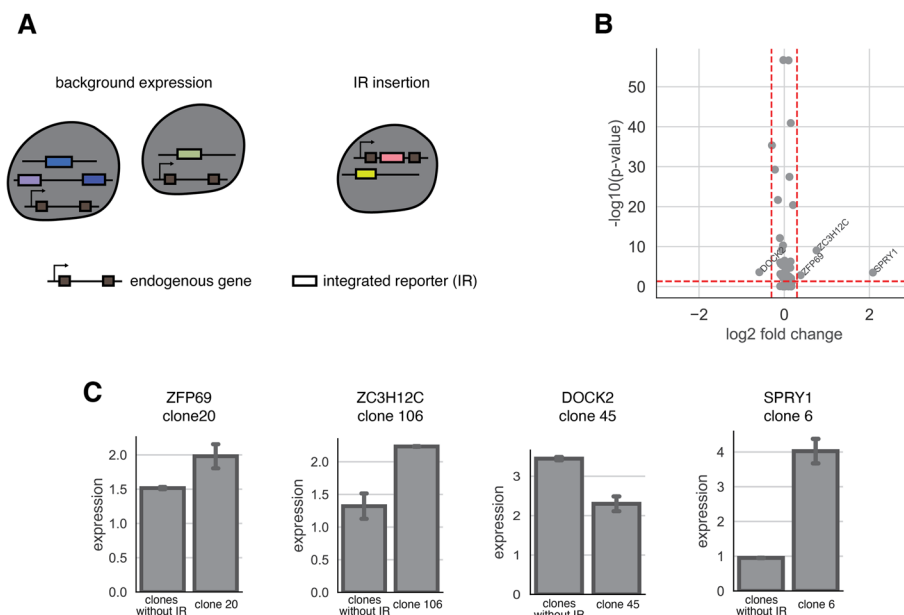 A
background expression
IR insertion
endogenous gene
integrated reporter (IR)
B
-log10(p-value)
50
40
30
20
10
0
DOCK2
ZFP69
ZC3H12C
SPRY1
−2
0
2
log2 fold change
C
ZFP69
clone20
expression
2.0
1.5
1.0
0.5
0.0
clones
without IR
clone 20
ZC3H12C
clone 106
expression
2.0
1.5
1.0
0.5
0.0
clones
without IR
clone 106
DOCK2
clone 45
expression
3
2
1
0
clones
without IR
clone 45
SPRY1
clone 6
expression
4
3
2
1
0
clones
without IR
clone 6